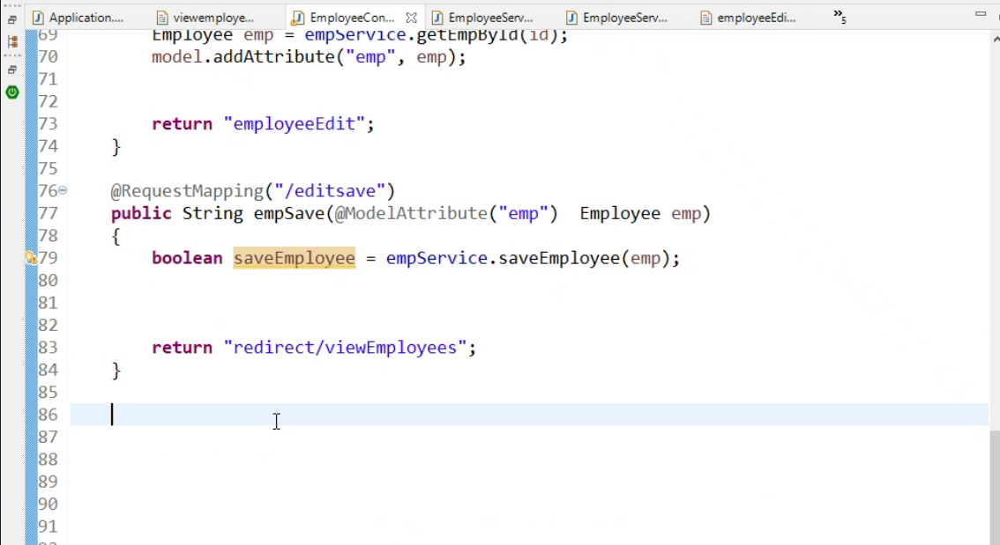 Application.... viewemploye... EmployeeCon... EmployeeServ... EmployeeServ... employeeEdi... »5
69 Employee emp = empService.getEmpById(id);
70 model.addAttribute("emp", emp);
71
72
73 return "employeeEdit";
74 }
75
76 @RequestMapping("/editsave")
77 public String empSave(@ModelAttribute("emp") Employee emp)
78 {
79 boolean saveEmployee = empService.saveEmployee(emp);
80
81
82
83 return "redirect/viewEmployees";
84 }
85
86
87
88
89
90
91